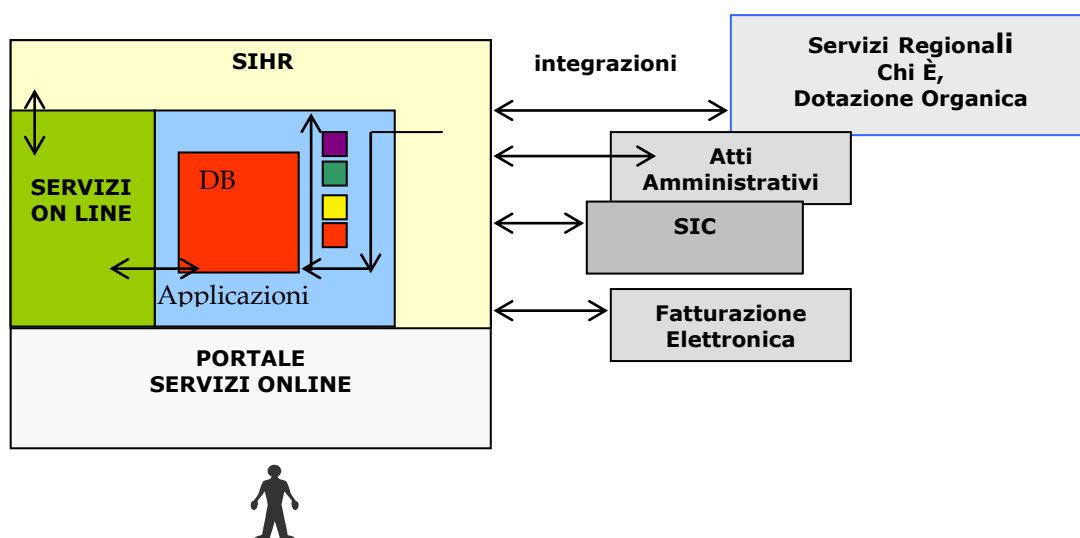 SIHR
integrazioni
Servizi Regionali
Chi È,
Dotazione Organica
SERVIZI
ON LINE
DB
Applicazioni
Atti
Amministrativi
SIC
Fatturazione
Elettronica
PORTALE
SERVIZI ONLINE